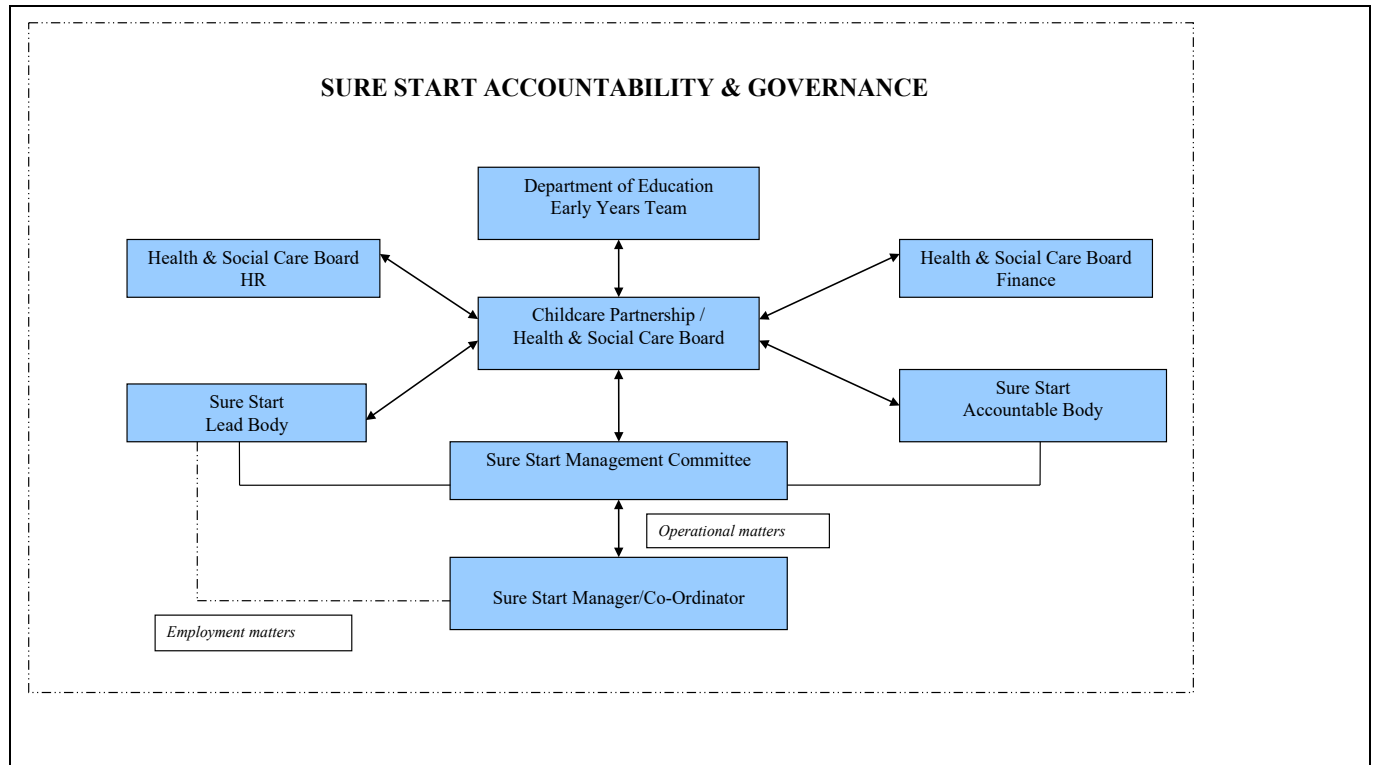 SURE START ACCOUNTABILITY & GOVERNANCE
Department of Education
Early Years Team
Health & Social Care Board
HR
Health & Social Care Board
Finance
Childcare Partnership /
Health & Social Care Board
Sure Start
Lead Body
Sure Start
Accountable Body
Sure Start Management Committee
Operational matters
Sure Start Manager/Co-Ordinator
Employment matters